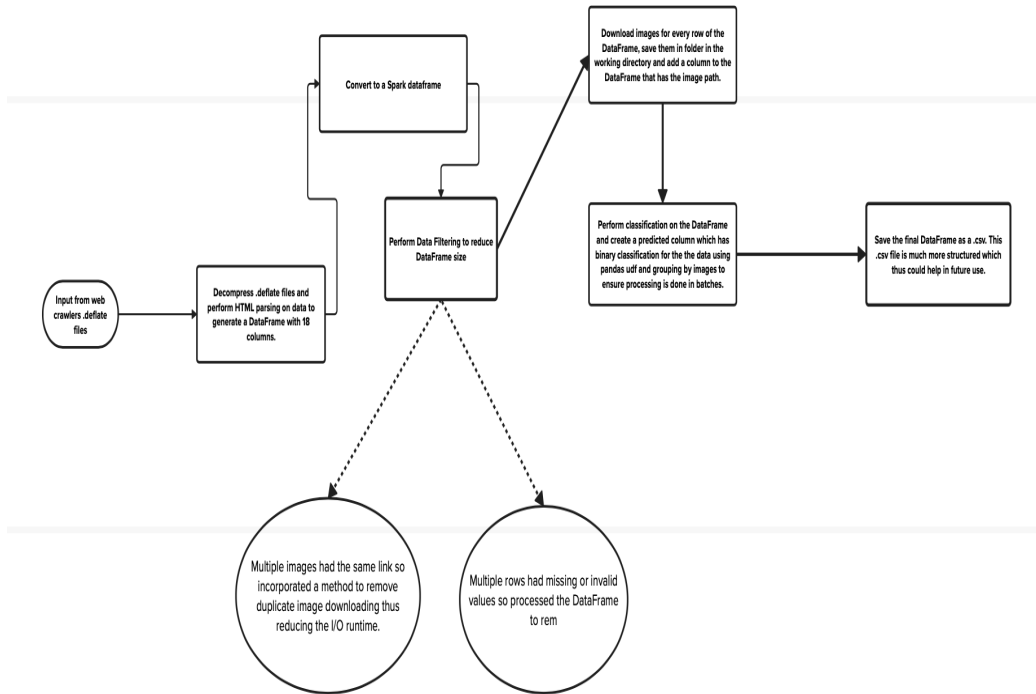 Input from web
crawlers .deflate
files
Decompress .deflate files and
perform HTML parsing on data to
generate a DataFrame with 18
columns.
Convert to a Spark dataframe
Perform Data Filtering to reduce
DataFrame size
Multiple images had the same link so
incorporated a method to remove
duplicate image downloading thus
reducing the I/O runtime.
Multiple rows had missing or invalid
values so processed the DataFrame
to rem
Download images for every row of the
DataFrame, save them in folder in the
working directory and add a column to the
DataFrame that has the image path.
Perform classification on the DataFrame
and create a predicted column which has
binary classification for the the data using
pandas udf and grouping by images to
ensure processing is done in batches.
Save the final DataFrame as a .csv. This
.csv file is much more structured which
thus could help in future use.